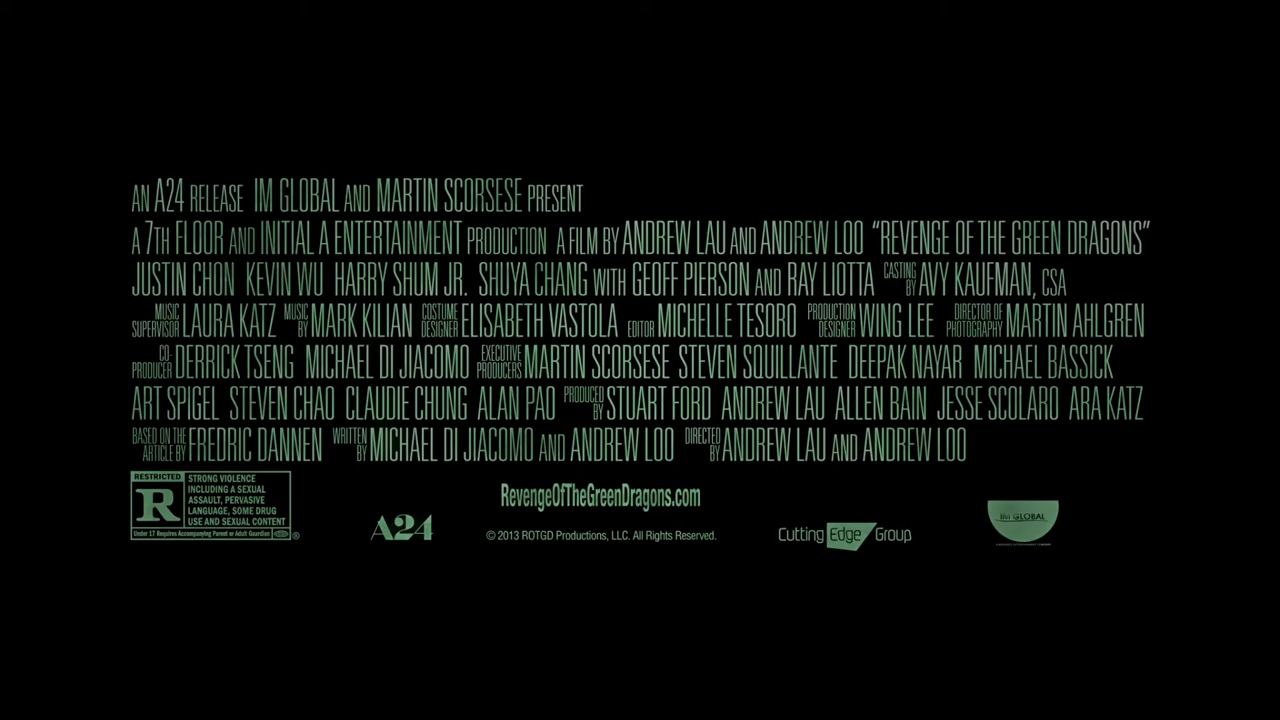 AN A24 RELEASE IM GLOBAL AND MARTIN SCORSESE PRESENT
A 7TH FLOOR AND INITIAL A ENTERTAINMENT PRODUCTION A FILM BY ANDREW LAU AND ANDREW LOO "REVENGE OF THE GREEN DRAGONS"
JUSTIN CHON KEVIN WU HARRY SHUM JR. SHUYA CHANG WITH GEOFF PIERSON AND RAY LIOTTA CASTING BY AVY KAUFMAN, CSA
MUSIC SUPERVISOR LAURA KATZ MUSIC BY MARK KILIAN COSTUME DESIGNER ELISABETH VASTOLA EDITOR MICHELLE TESORO PRODUCTION DESIGNER WING LEE DIRECTOR OF PHOTOGRAPHY MARTIN AHLGREN
CO-PRODUCER DERRICK TSENG MICHAEL DI JIACOMO EXECUTIVE PRODUCERS MARTIN SCORSESE STEVEN SQUILLANTE DEEPAK NAYAR MICHAEL BASSICK
ART SPIGEL STEVEN CHAO CLAUDIE CHUNG ALAN PAO PRODUCED BY STUART FORD ANDREW LAU ALLEN BAIN JESSE SCOLARO ARA KATZ
BASED ON THE ARTICLE BY FREDRIC DANNEN WRITTEN BY MICHAEL DI JIACOMO AND ANDREW LOO DIRECTED BY ANDREW LAU AND ANDREW LOO
RESTRICTED
R
STRONG VIOLENCE
INCLUDING A SEXUAL
ASSAULT, PERVASIVE
LANGUAGE, SOME DRUG
USE AND SEXUAL CONTENT
Under 17 Requires Accompanying Parent or Adult Guardian ®
A24
RevengeOfTheGreenDragons.com
© 2013 ROTGD Productions, LLC. All Rights Reserved.
Cutting Edge Group
IM GLOBAL